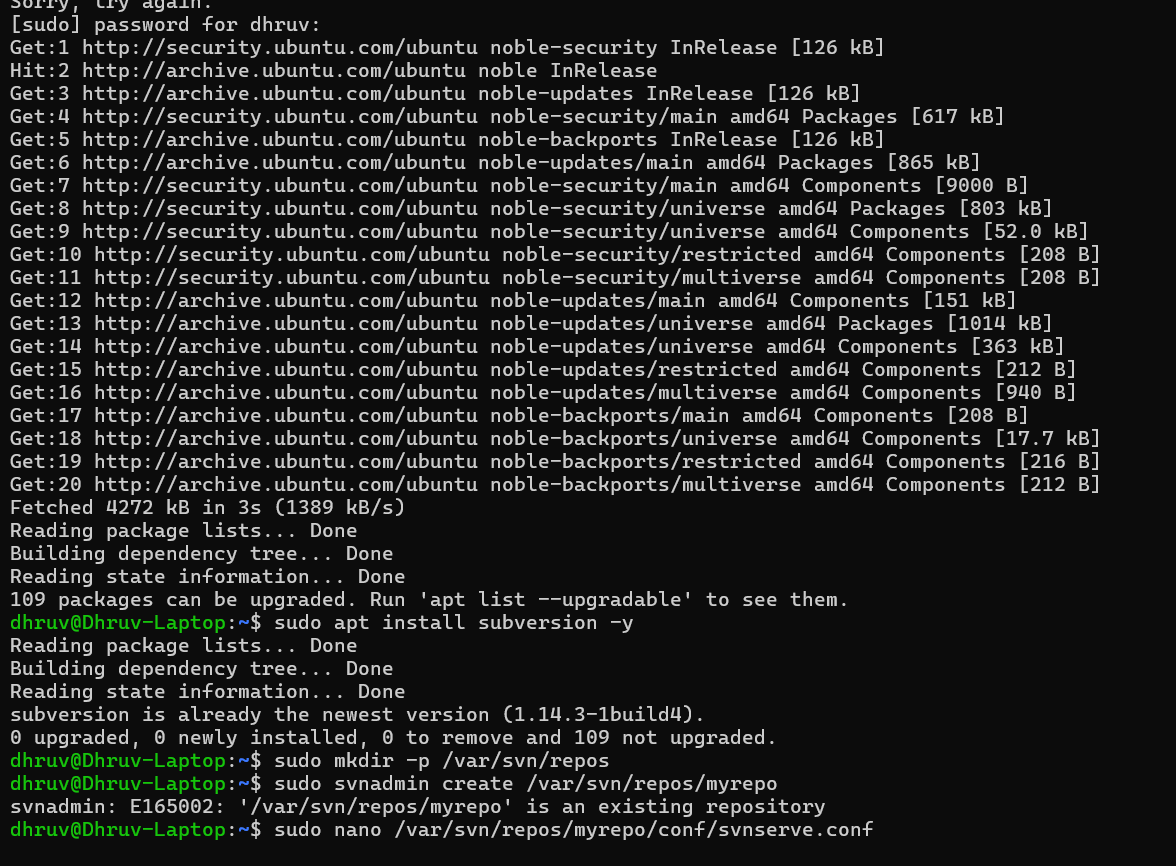 Sorry, try again.
[sudo] password for dhruv:
Get:1 http://security.ubuntu.com/ubuntu noble-security InRelease [126 kB]
Hit:2 http://archive.ubuntu.com/ubuntu noble InRelease
Get:3 http://archive.ubuntu.com/ubuntu noble-updates InRelease [126 kB]
Get:4 http://security.ubuntu.com/ubuntu noble-security/main amd64 Packages [617 kB]
Get:5 http://archive.ubuntu.com/ubuntu noble-backports InRelease [126 kB]
Get:6 http://archive.ubuntu.com/ubuntu noble-updates/main amd64 Packages [865 kB]
Get:7 http://security.ubuntu.com/ubuntu noble-security/main amd64 Components [9000 B]
Get:8 http://security.ubuntu.com/ubuntu noble-security/universe amd64 Packages [803 kB]
Get:9 http://security.ubuntu.com/ubuntu noble-security/universe amd64 Components [52.0 kB]
Get:10 http://security.ubuntu.com/ubuntu noble-security/restricted amd64 Components [208 B]
Get:11 http://security.ubuntu.com/ubuntu noble-security/multiverse amd64 Components [208 B]
Get:12 http://archive.ubuntu.com/ubuntu noble-updates/main amd64 Components [151 kB]
Get:13 http://archive.ubuntu.com/ubuntu noble-updates/universe amd64 Packages [1014 kB]
Get:14 http://archive.ubuntu.com/ubuntu noble-updates/universe amd64 Components [363 kB]
Get:15 http://archive.ubuntu.com/ubuntu noble-updates/restricted amd64 Components [212 B]
Get:16 http://archive.ubuntu.com/ubuntu noble-updates/multiverse amd64 Components [940 B]
Get:17 http://archive.ubuntu.com/ubuntu noble-backports/main amd64 Components [208 B]
Get:18 http://archive.ubuntu.com/ubuntu noble-backports/universe amd64 Components [17.7 kB]
Get:19 http://archive.ubuntu.com/ubuntu noble-backports/restricted amd64 Components [216 B]
Get:20 http://archive.ubuntu.com/ubuntu noble-backports/multiverse amd64 Components [212 B]
Fetched 4272 kB in 3s (1389 kB/s)
Reading package lists... Done
Building dependency tree... Done
Reading state information... Done
109 packages can be upgraded. Run 'apt list --upgradable' to see them.
dhruv@Dhruv-Laptop:~$ sudo apt install subversion -y
Reading package lists... Done
Building dependency tree... Done
Reading state information... Done
subversion is already the newest version (1.14.3-1build4).
0 upgraded, 0 newly installed, 0 to remove and 109 not upgraded.
dhruv@Dhruv-Laptop:~$ sudo mkdir -p /var/svn/repos
dhruv@Dhruv-Laptop:~$ sudo svnadmin create /var/svn/repos/myrepo
svnadmin: E165002: '/var/svn/repos/myrepo' is an existing repository
dhruv@Dhruv-Laptop:~$ sudo nano /var/svn/repos/myrepo/conf/svnserve.conf